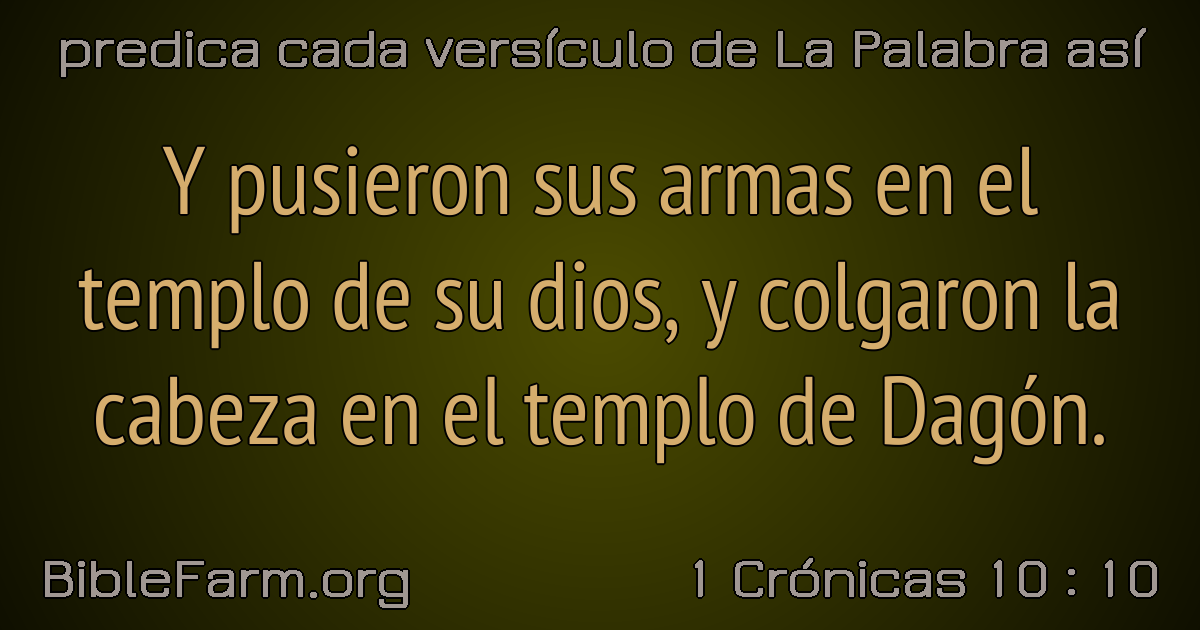 predica cada versículo de La Palabra así
Y pusieron sus armas en el
templo de su dios, y colgaron la
cabeza en el templo de Dagón.
BibleFarm.org
1 Crónicas 10 : 10